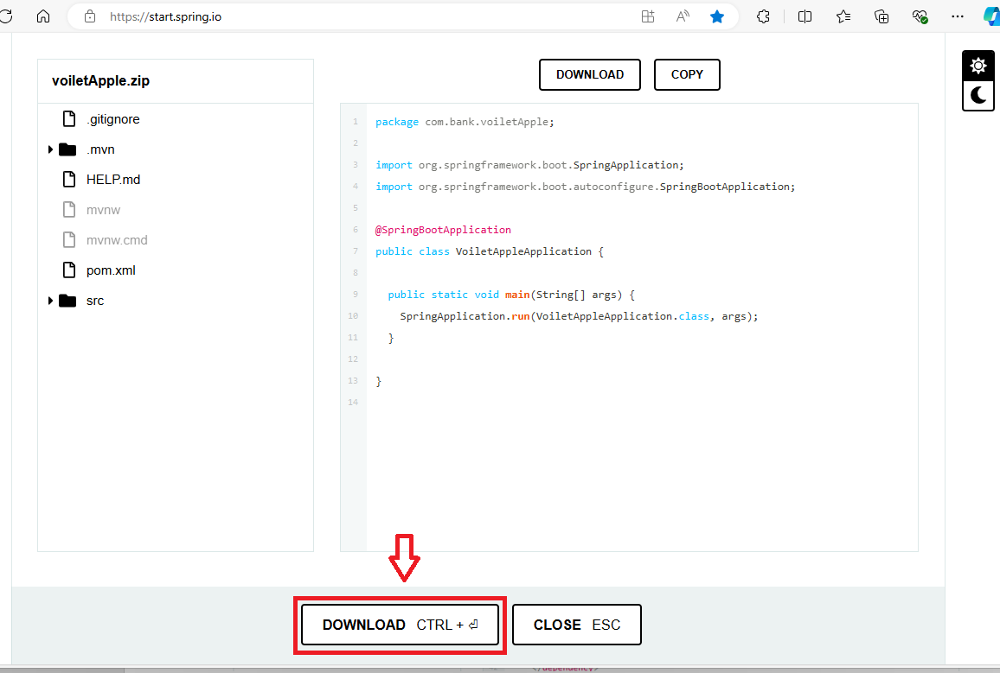 https://start.spring.io
voiletApple.zip
DOWNLOAD COPY
.gitignore
.mvn
HELP.md
mvnw
mvnw.cmd
pom.xml
src
1 package com.bank.voiletApple;
2
3 import org.springframework.boot.SpringApplication;
4 import org.springframework.boot.autoconfigure.SpringBootApplication;
5
6 @SpringBootApplication
7 public class VoiletAppleApplication {
8
9 public static void main(String[] args) {
10 SpringApplication.run(VoiletAppleApplication.class, args);
11 }
12
13 }
14
DOWNLOAD CTRL + ⏎ CLOSE ESC
</dependency>